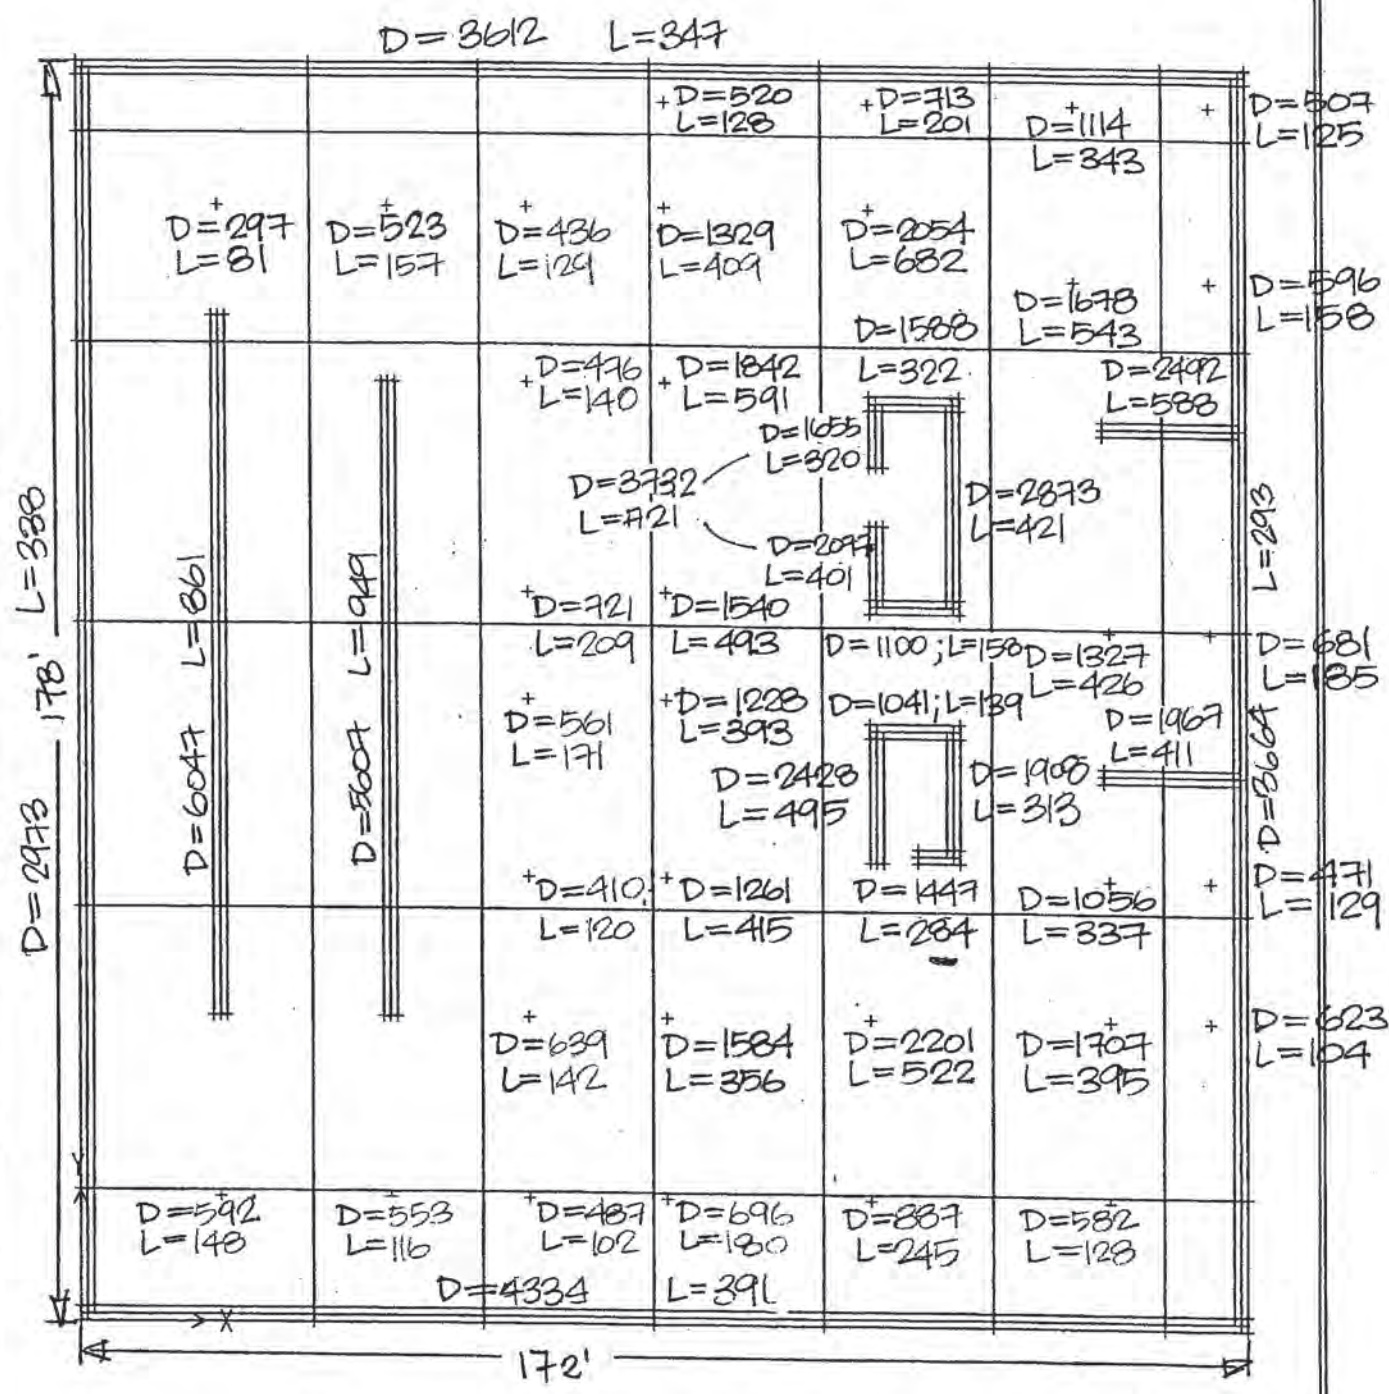 D=3612 L=347
D=520
L=128
D=713
L=201
D=1114
L=343
D=507
L=125
D=297
L=81
D=523
L=157
D=436
L=129
D=1329
L=409
D=2054
L=682
D=1678
L=543
D=596
L=158
D=1588
L=322
D=476
L=140
D=1842
L=591
D=2492
L=588
D=1655
L=320
D=3732
L=721
D=2873
L=421
D=2077
L=401
L=293
D=3664
D=2973 178' L=338
D=6047 L=861
D=5607 L=949
D=721
L=209
D=1540
L=493
D=1100; L=158
D=1327
L=426
D=681
L=185
D=561
L=171
D=1228
L=393
D=1041; L=139
D=1967
L=411
D=2428
L=495
D=1908
L=313
D=410
L=120
D=1261
L=415
D=1447
L=284
D=1056
L=337
D=471
L=129
D=639
L=142
D=1584
L=356
D=2201
L=522
D=1707
L=395
D=623
L=104
Y
D=592
L=148
D=553
L=116
D=487
L=102
D=696
L=180
D=887
L=245
D=582
L=128
D=4334 L=391
X
172'